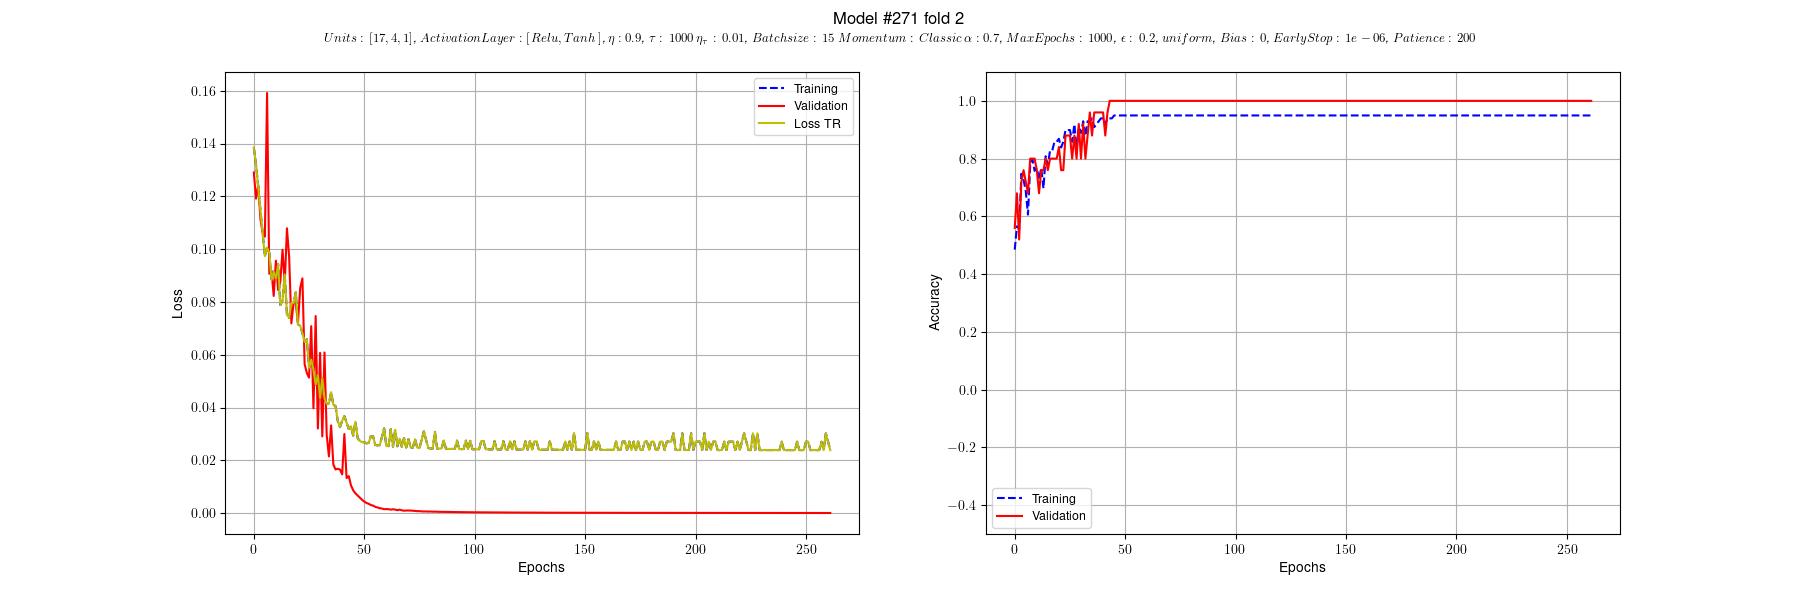 Model #271 fold 2
Units : [17, 4, 1], ActivationLayer : [Relu, Tanh], η : 0.9, τ : 1000 ητ : 0.01, Batchsize : 15 Momentum : Classic α : 0.7, MaxEpochs : 1000, ϵ : 0.2, uniform, Bias : 0, EarlyStop : 1e − 06, Patience : 200
Training
Validation
Loss TR
0.16
0.14
0.12
0.10
0.08
0.06
0.04
0.02
0.00
Loss
0
50
100
150
200
250
Epochs
1.0
0.8
0.6
0.4
0.2
0.0
−0.2
−0.4
Accuracy
Training
Validation
0
50
100
150
200
250
Epochs